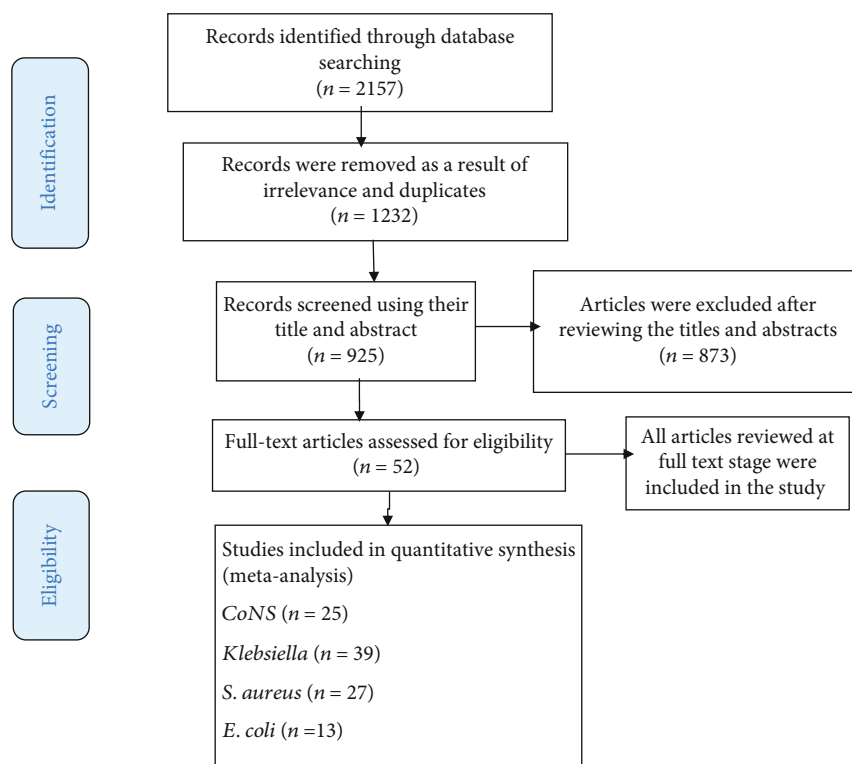 Identification
Records identified through database
searching
(n = 2157)
Records were removed as a result of
irrelevance and duplicates
(n = 1232)
Screening
Records screened using their
title and abstract
(n = 925)
Articles were excluded after
reviewing the titles and abstracts
(n = 873)
Full-text articles assessed for eligibility
(n = 52)
All articles reviewed at
full text stage were
included in the study
Eligibility
Studies included in quantitative synthesis
(meta-analysis)
CoNS (n = 25)
Klebsiella (n = 39)
S. aureus (n = 27)
E. coli (n =13)